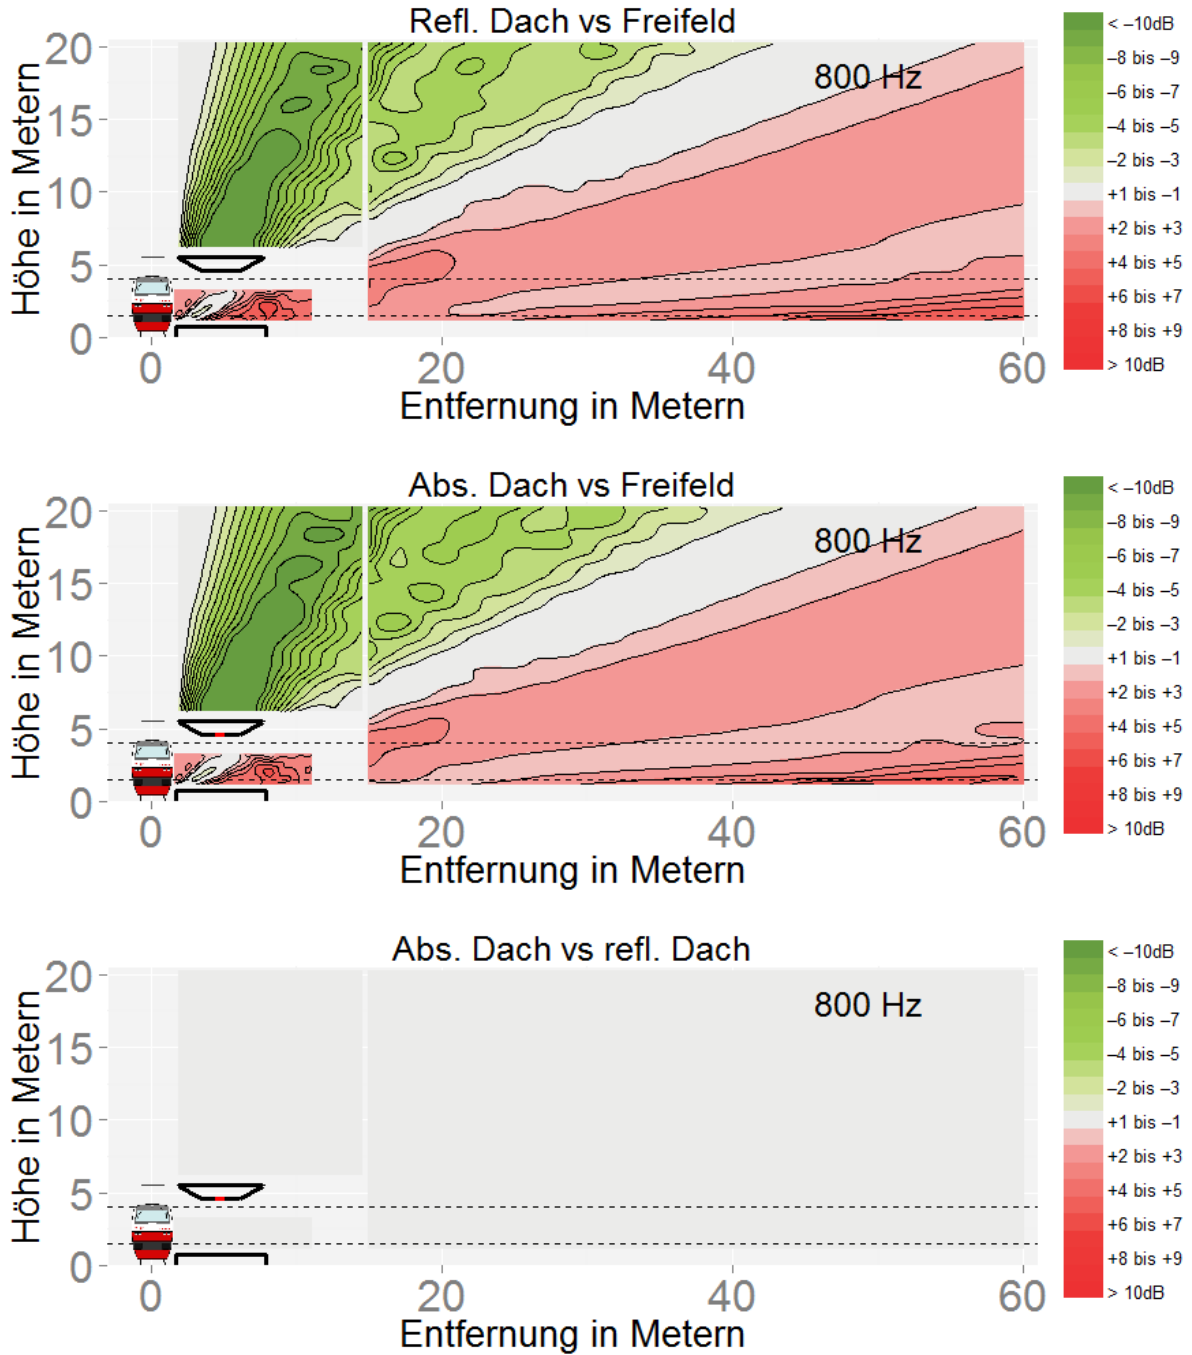 Refl. Dach vs Freifeld
800 Hz
Höhe in Metern
20
15
10
5
0
0 20 40 60
Entfernung in Metern
< –10dB
–8 bis –9
–6 bis –7
–4 bis –5
–2 bis –3
+1 bis –1
+2 bis +3
+4 bis +5
+6 bis +7
+8 bis +9
> 10dB
Abs. Dach vs Freifeld
800 Hz
Höhe in Metern
20
15
10
5
0
0 20 40 60
Entfernung in Metern
< –10dB
–8 bis –9
–6 bis –7
–4 bis –5
–2 bis –3
+1 bis –1
+2 bis +3
+4 bis +5
+6 bis +7
+8 bis +9
> 10dB
Abs. Dach vs refl. Dach
800 Hz
Höhe in Metern
20
15
10
5
0
0 20 40 60
Entfernung in Metern
< –10dB
–8 bis –9
–6 bis –7
–4 bis –5
–2 bis –3
+1 bis –1
+2 bis +3
+4 bis +5
+6 bis +7
+8 bis +9
> 10dB